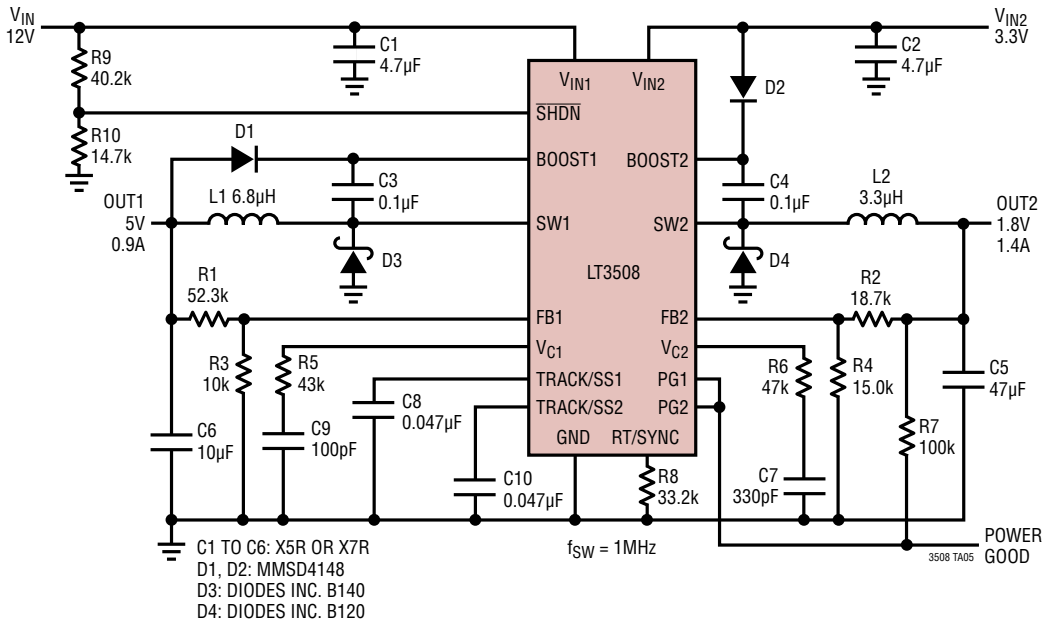 VIN
12V
VIN2
3.3V
R9
40.2k
C1
4.7µF
C2
4.7µF
VIN1
VIN2
D2
SHDN
R10
14.7k
D1
BOOST1
BOOST2
C3
0.1µF
C4
0.1µF
L1 6.8µH
L2
3.3µH
OUT1
5V
0.9A
SW1
SW2
OUT2
1.8V
1.4A
D3
D4
LT3508
R1
52.3k
R2
18.7k
FB1
FB2
VC1
VC2
R3
10k
R5
43k
R6
47k
R4
15.0k
C5
47µF
TRACK/SS1
PG1
TRACK/SS2
PG2
C8
0.047µF
R7
100k
C6
10µF
C9
100pF
GND
RT/SYNC
C10
0.047µF
R8
33.2k
C7
330pF
fSW = 1MHz
POWER
GOOD
3508 TA05
C1 TO C6: X5R OR X7R
D1, D2: MMSD4148
D3: DIODES INC. B140
D4: DIODES INC. B120